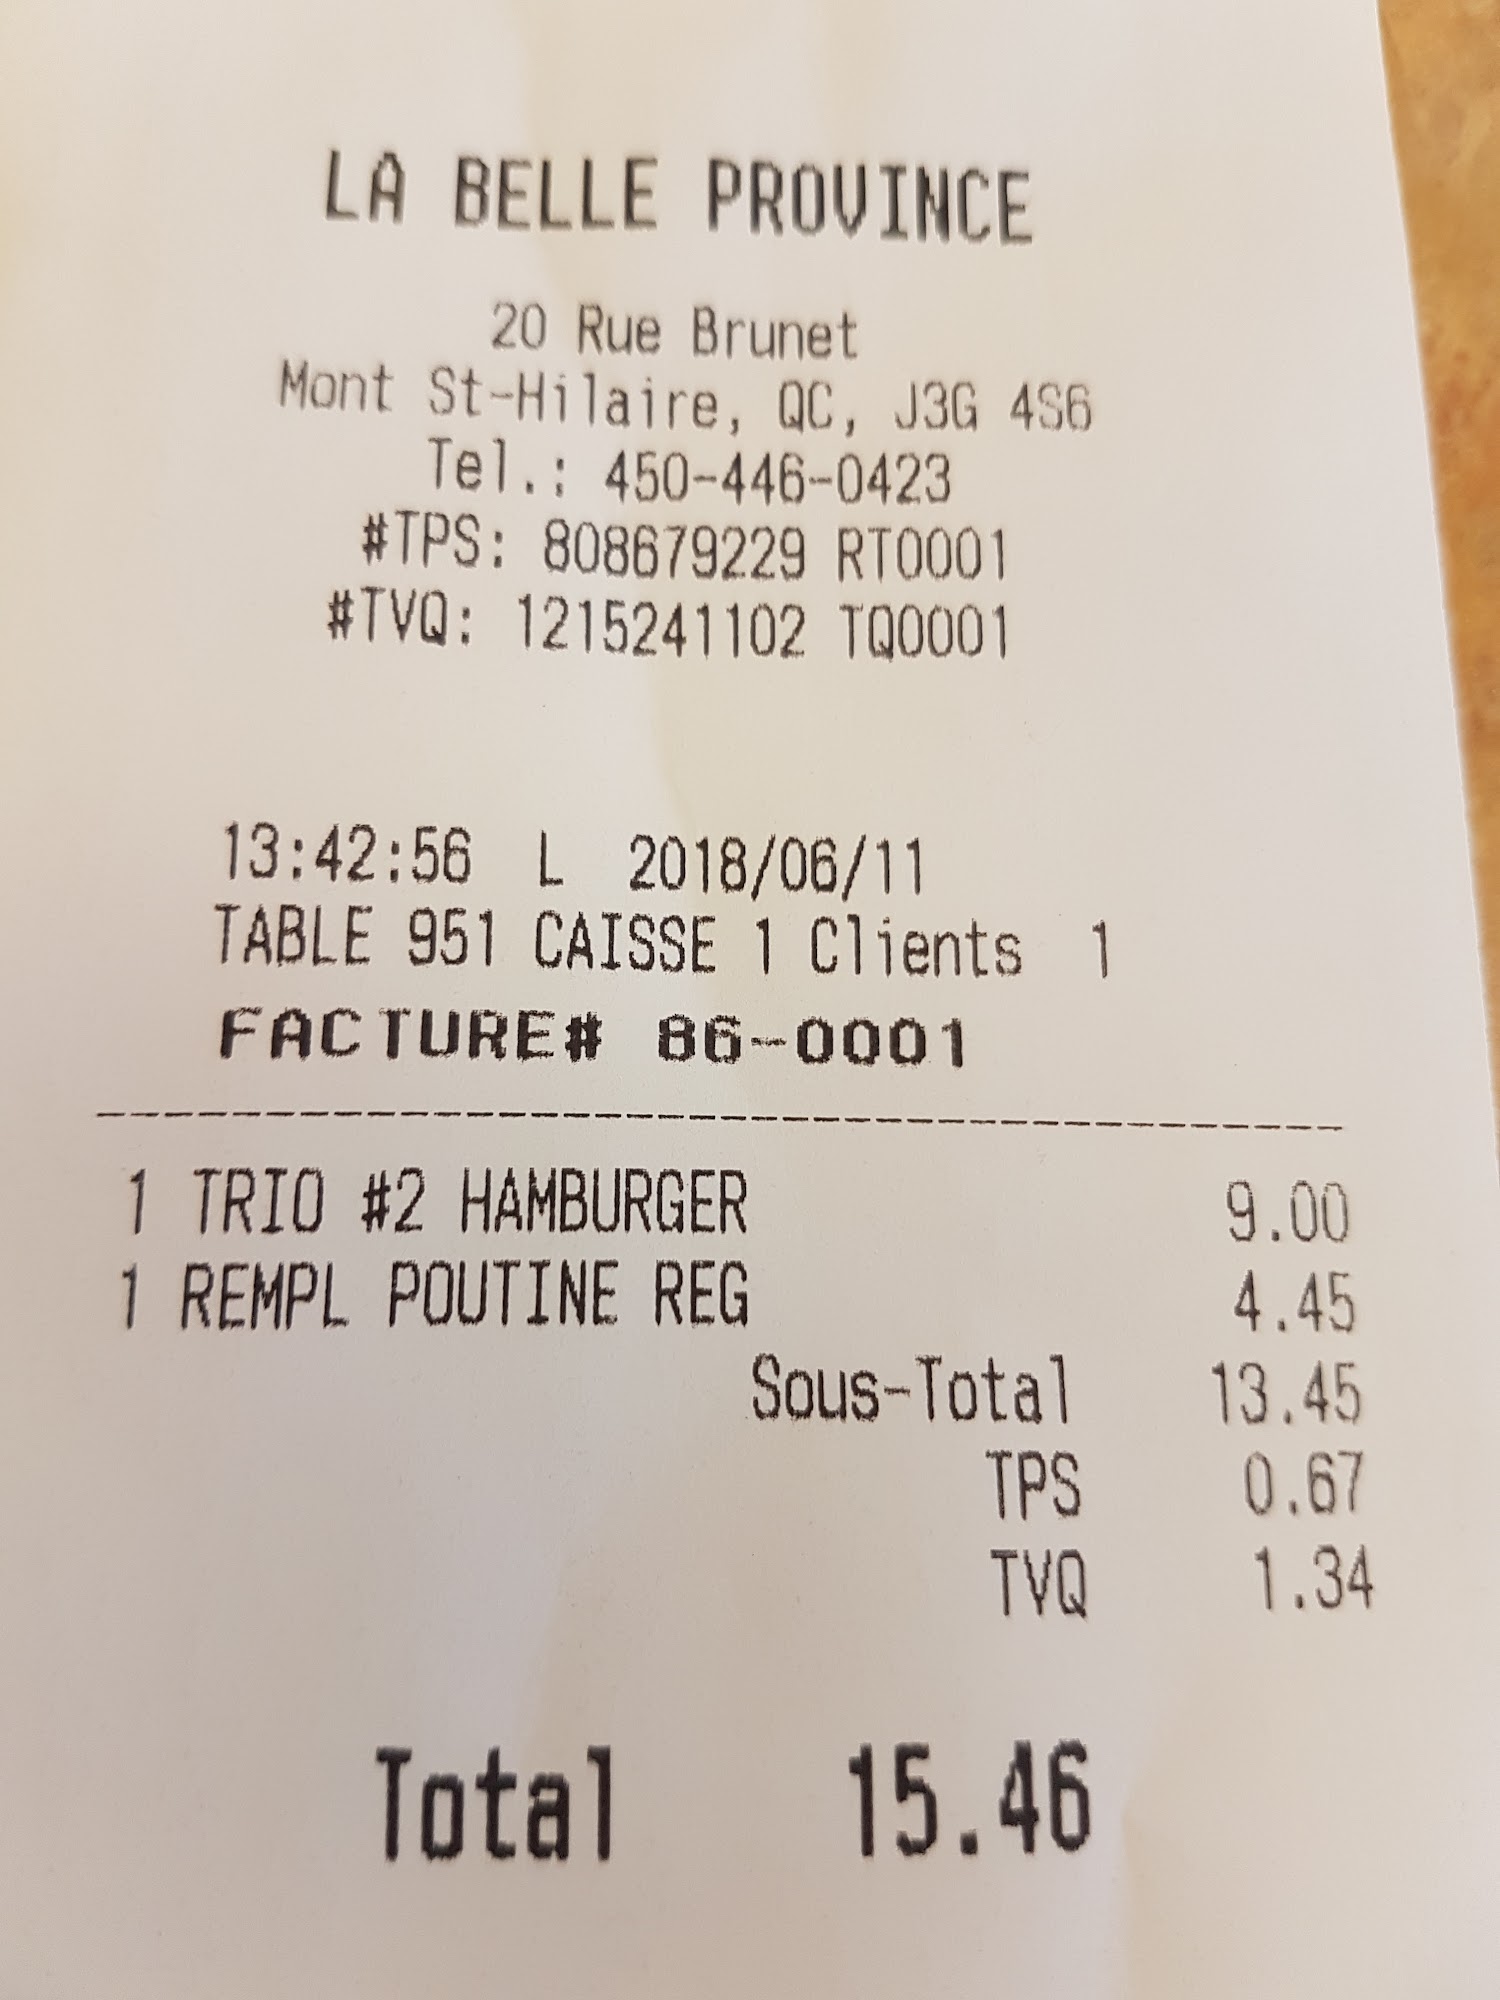 LA BELLE PROVINCE
20 Rue Brunet
Mont St-Hilaire, QC, J3G 4S6
Tel.: 450-446-0423
#TPS: 808679229 RT0001
#TVQ: 1215241102 TQ0001
13:42:56 L 2018/06/11
TABLE 951 CAISSE 1 Clients 1
FACTURE# 86-0001
1 TRIO #2 HAMBURGER 9.00
1 REMPL POUTINE REG 4.45
Sous-Total 13.45
TPS 0.67
TVQ 1.34
Total 15.46